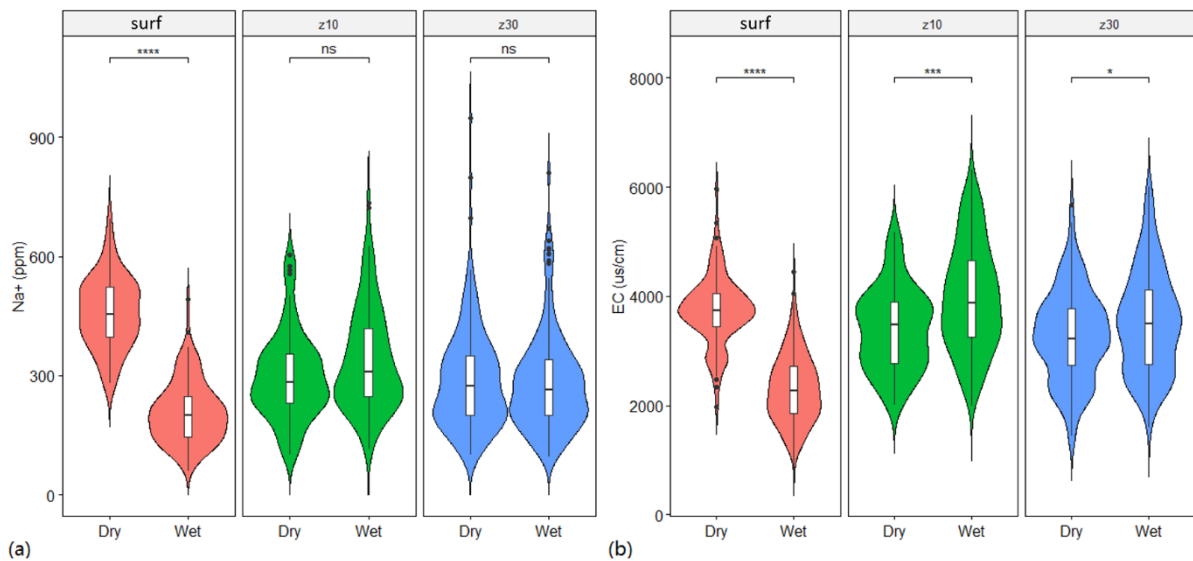 surf z10 z30
**** ns ns
Na+ (ppm)
900
600
300
0
Dry Wet Dry Wet Dry Wet
(a)
surf z10 z30
**** *** *
EC (us/cm)
8000
6000
4000
2000
0
Dry Wet Dry Wet Dry Wet
(b)